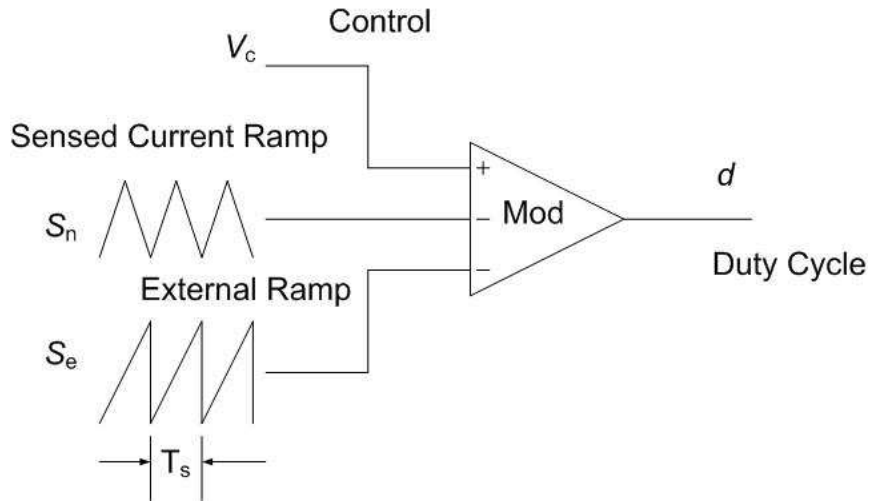 Control
Vc
Sensed Current Ramp
Sn
+
−
Mod
−
d
Duty Cycle
External Ramp
Se
Ts